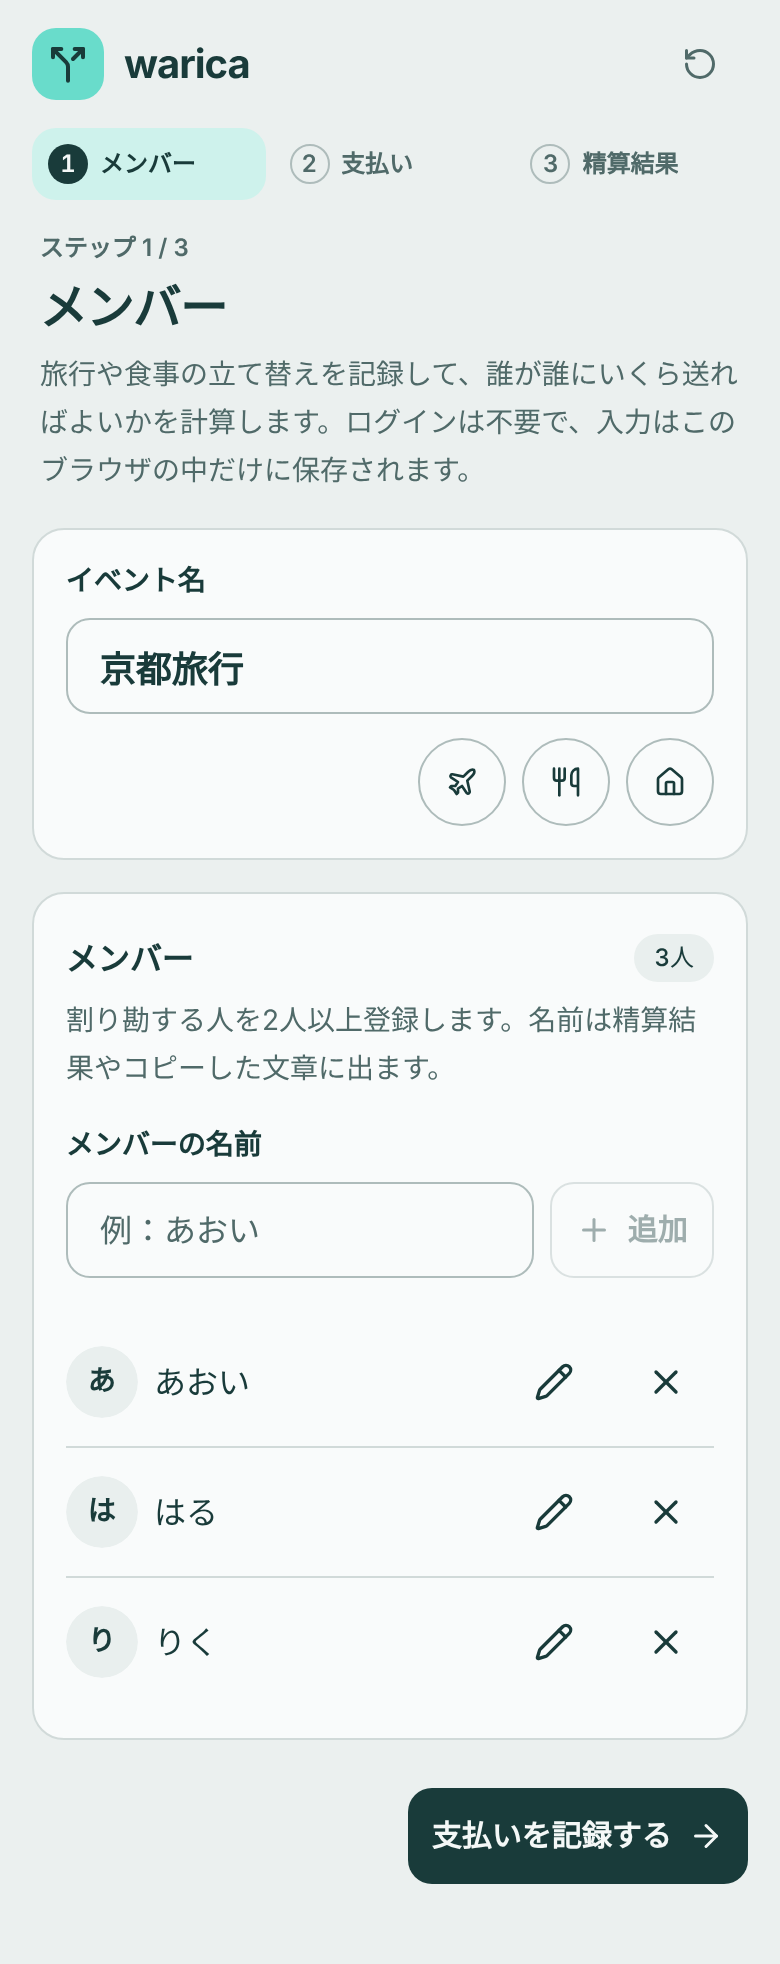 warica
1 メンバー
2 支払い
3 精算結果
ステップ 1 / 3
メンバー
旅行や食事の立て替えを記録して、誰が誰にいくら送れ
ばよいかを計算します。ログインは不要で、入力はこの
ブラウザの中だけに保存されます。
イベント名
京都旅行
メンバー
3人
割り勘する人を2人以上登録します。名前は精算結
果やコピーした文章に出ます。
メンバーの名前
例：あおい
追加
あ あおい
は はる
り りく
支払いを記録する